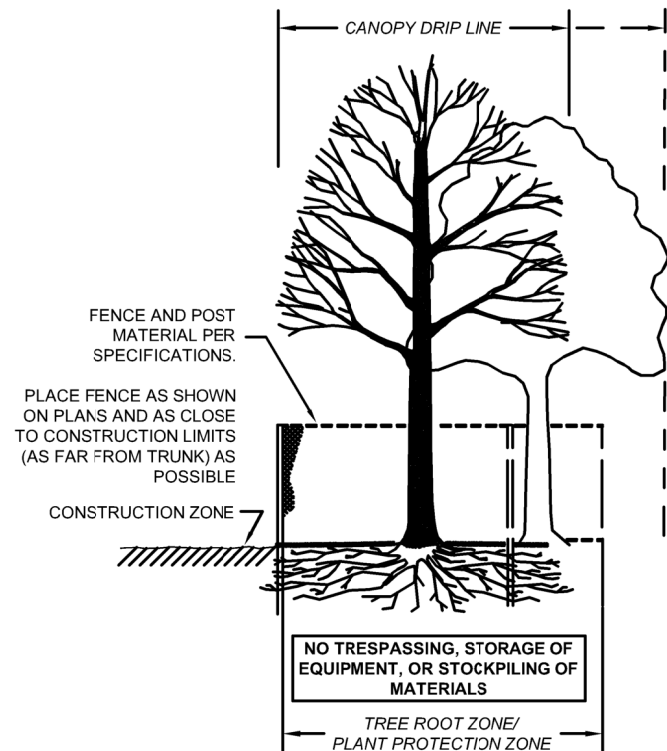 CANOPY DRIP LINE
FENCE AND POST
MATERIAL PER
SPECIFICATIONS.
PLACE FENCE AS SHOWN
ON PLANS AND AS CLOSE
TO CONSTRUCTION LIMITS
(AS FAR FROM TRUNK) AS
POSSIBLE
CONSTRUCTION ZONE
NO TRESPASSING, STORAGE OF
EQUIPMENT, OR STOCKPILING OF
MATERIALS
TREE ROOT ZONE/
PLANT PROTECTION ZONE